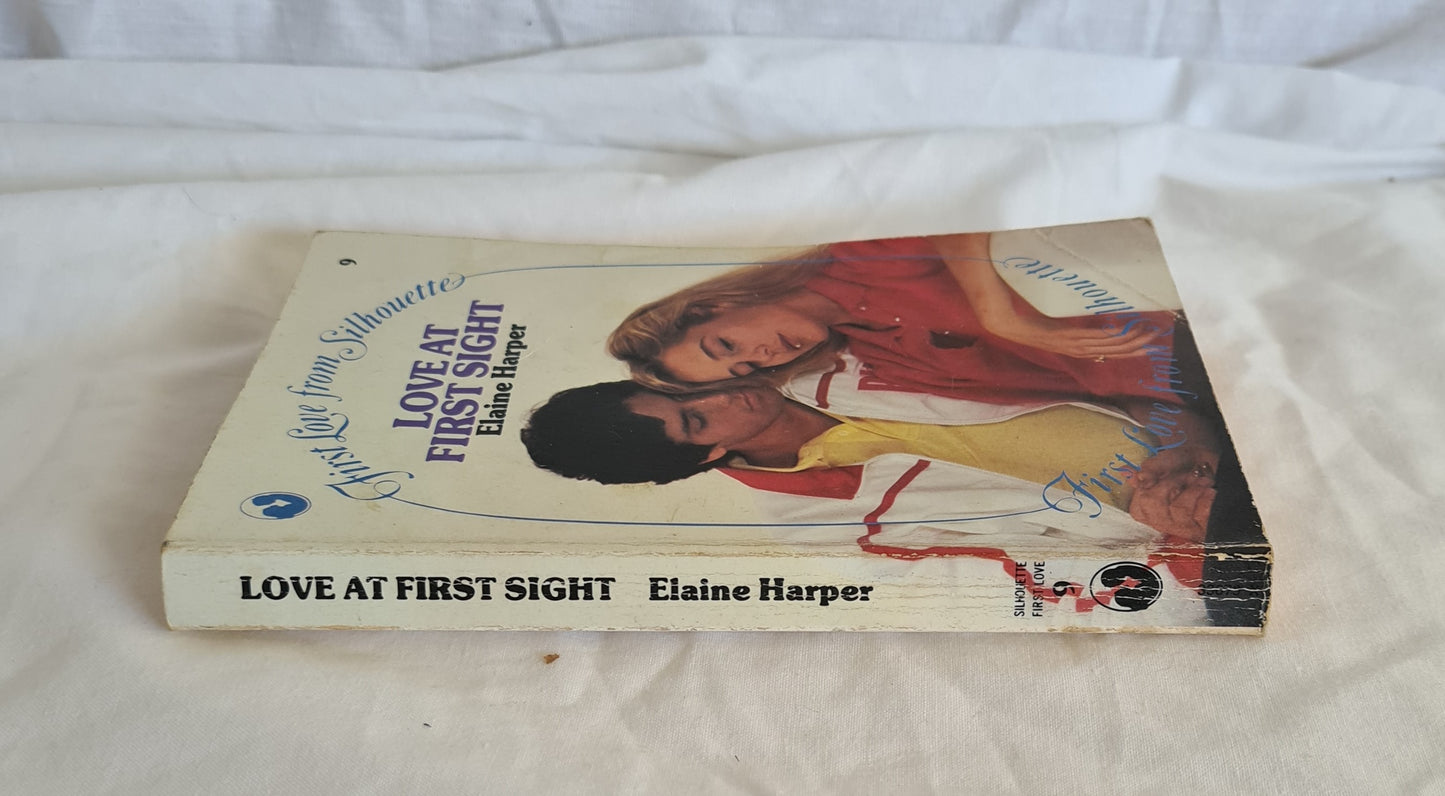 9
First Love from Silhouette
LOVE AT
FIRST SIGHT
Elaine Harper
First Love from Silhouette
LOVE AT FIRST SIGHT Elaine Harper
SILHOUETTE
FIRST LOVE
9